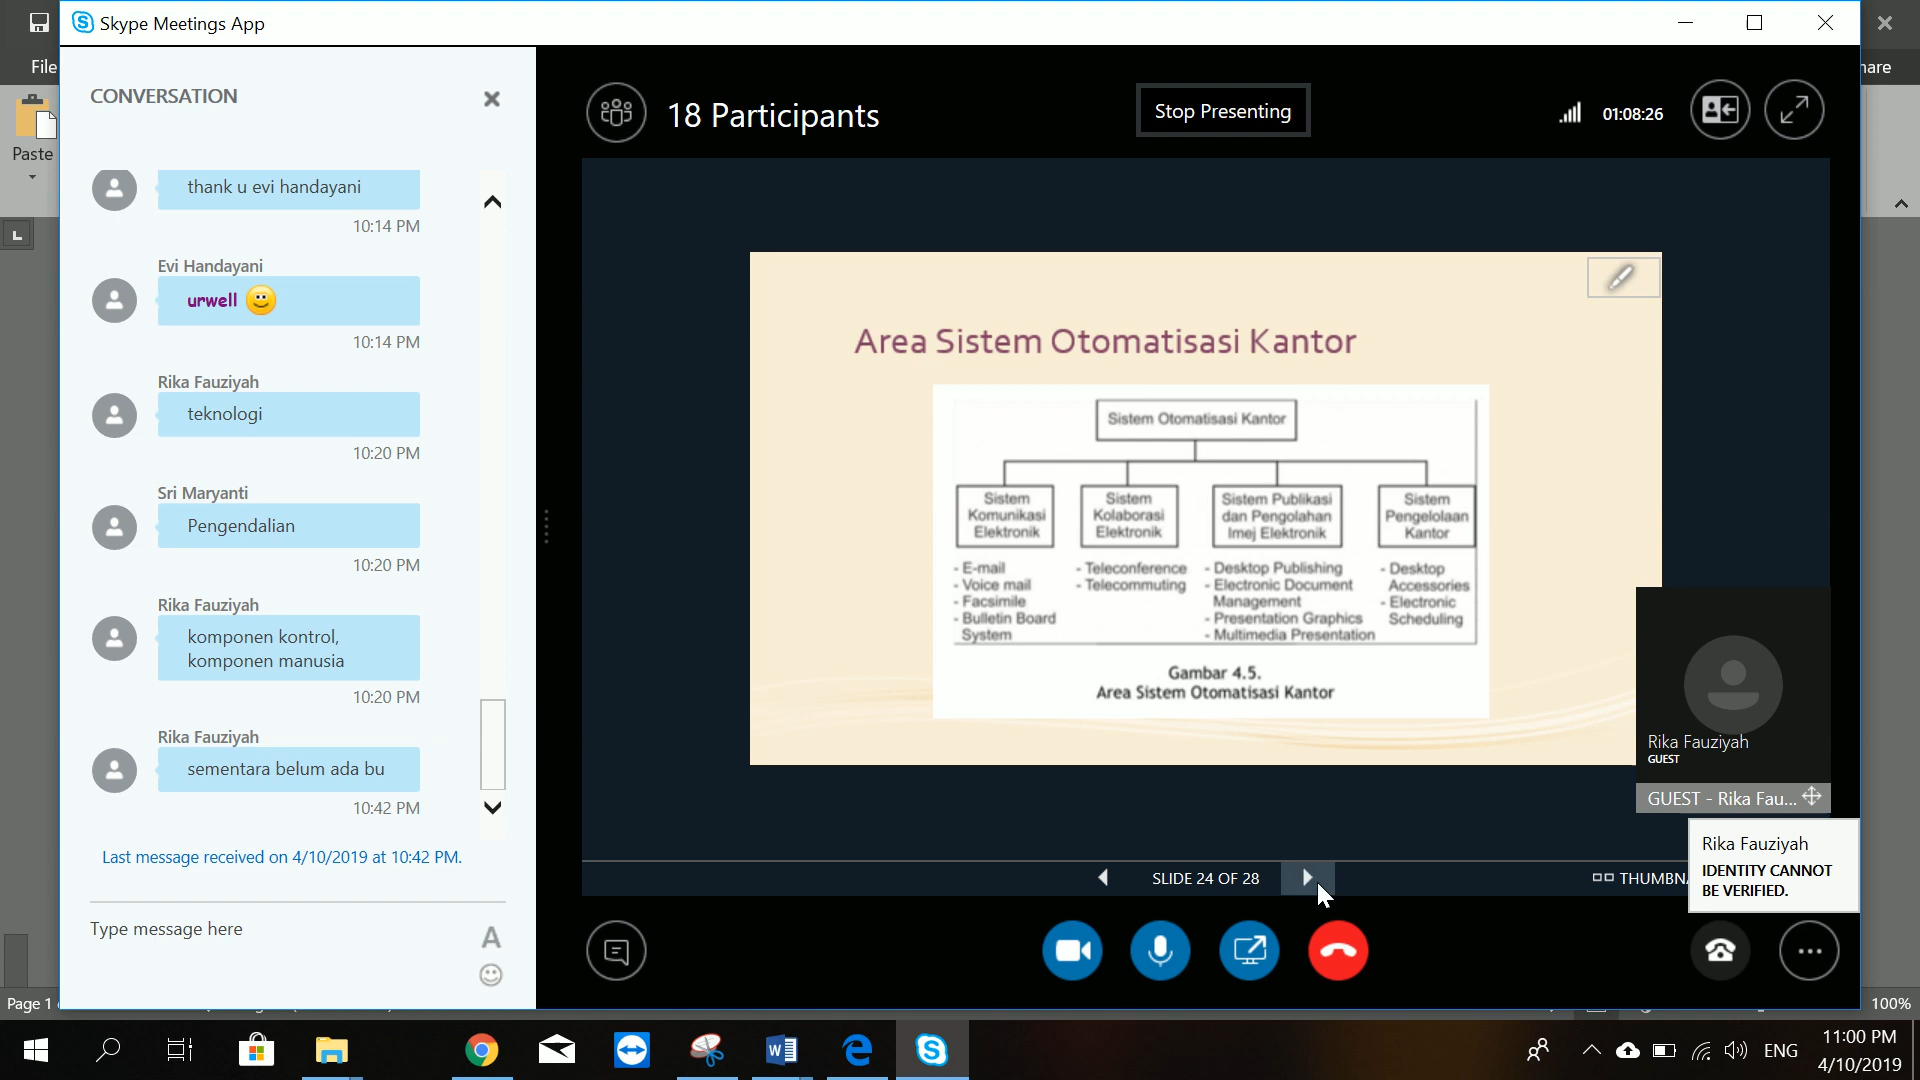 Skype Meetings App
File
Paste
CONVERSATION
thank u evi handayani
10:14 PM
Evi Handayani
urwell
10:14 PM
Rika Fauziyah
teknologi
10:20 PM
Sri Maryanti
Pengendalian
10:20 PM
Rika Fauziyah
komponen kontrol,
komponen manusia
10:20 PM
Rika Fauziyah
sementara belum ada bu
10:42 PM
Last message received on 4/10/2019 at 10:42 PM.
Type message here
A
18 Participants
Stop Presenting
01:08:26
Area Sistem Otomatisasi Kantor
Sistem Otomatisasi Kantor
Sistem
Komunikasi
Elektronik
- E-mail
- Voice mail
- Facsimile
- Bulletin Board
System
Sistem
Kolaborasi
Elektronik
- Teleconference
- Telecommuting
Sistem Publikasi
dan Pengolahan
Imej Elektronik
- Desktop Publishing
- Electronic Document
Management
- Presentation Graphics
- Multimedia Presentation
Sistem
Pengelolaan
Kantor
- Desktop
Accessories
- Electronic
Scheduling
Gambar 4.5.
Area Sistem Otomatisasi Kantor
Rika Fauziyah
GUEST
GUEST - Rika Fau...
Rika Fauziyah
IDENTITY CANNOT
BE VERIFIED.
SLIDE 24 OF 28
THUMBN
Page 1
100%
ENG
11:00 PM
4/10/2019